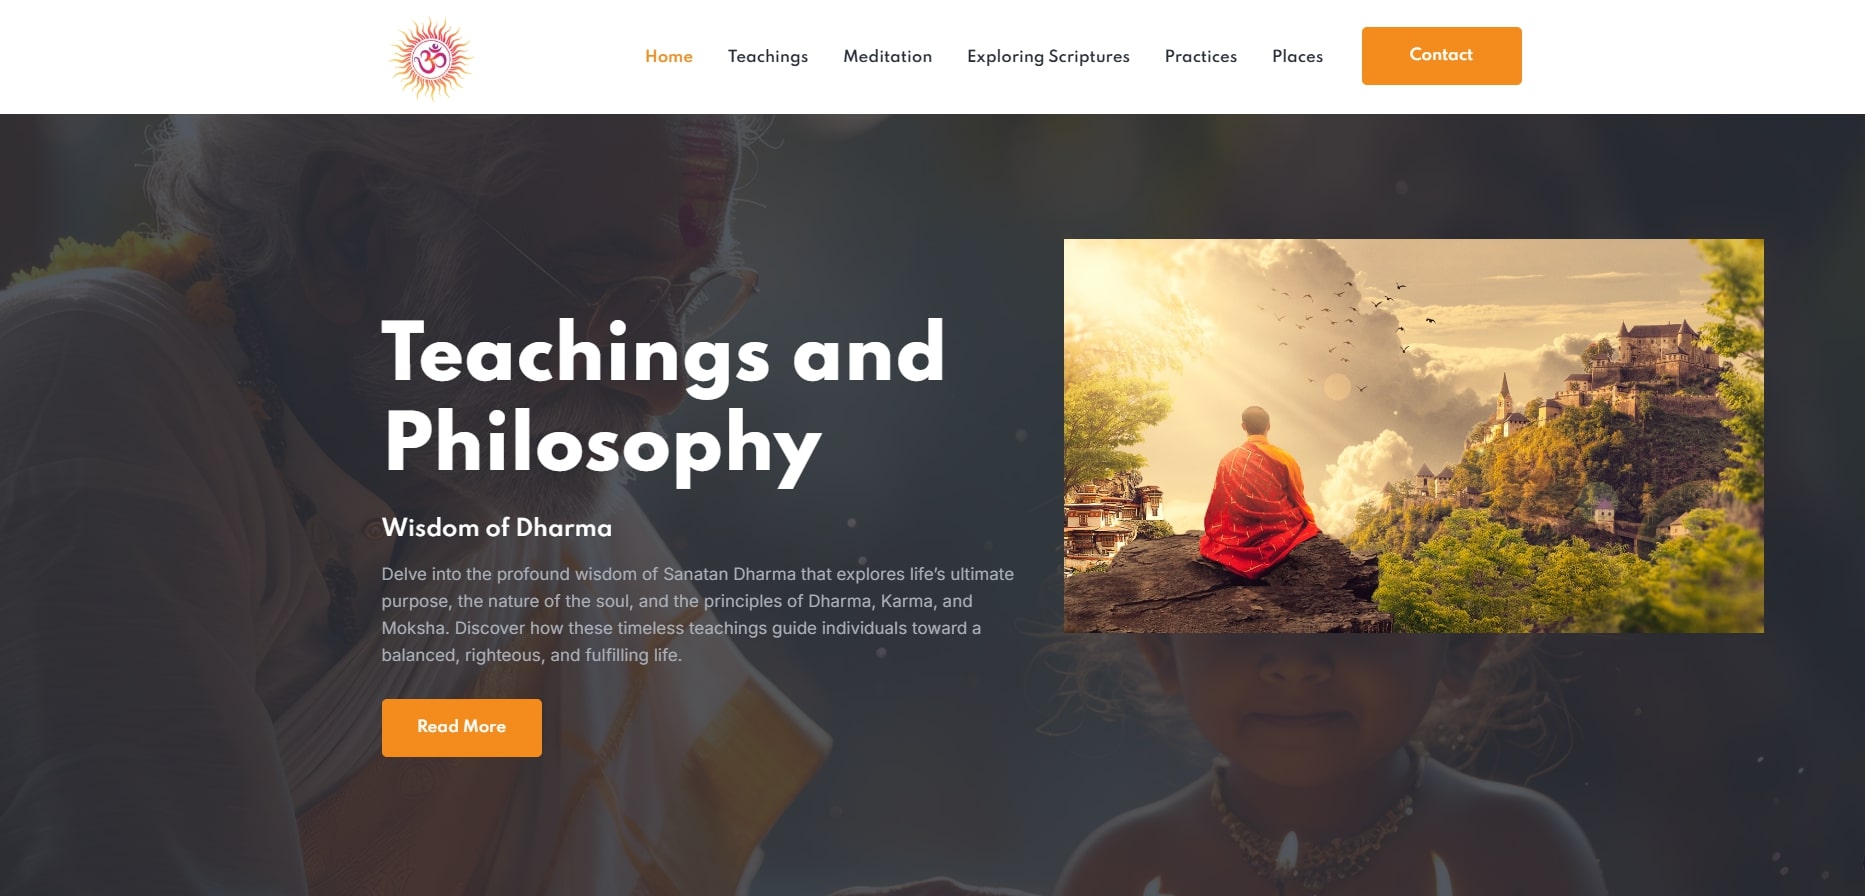 ॐ
Home
Teachings
Meditation
Exploring Scriptures
Practices
Places
Contact
Teachings and
Philosophy
Wisdom of Dharma
Delve into the profound wisdom of Sanatan Dharma that explores life’s ultimate
purpose, the nature of the soul, and the principles of Dharma, Karma, and
Moksha. Discover how these timeless teachings guide individuals toward a
balanced, righteous, and fulfilling life.
Read More